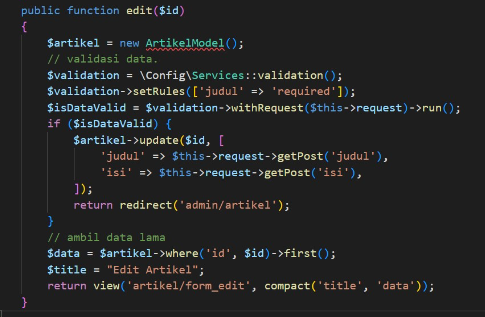 public function edit($id)
{
    $artikel = new ArtikelModel();
    // validasi data.
    $validation = \Config\Services::validation();
    $validation->setRules(['judul' => 'required']);
    $isDataValid = $validation->withRequest($this->request)->run();
    if ($isDataValid) {
        $artikel->update($id, [
            'judul' => $this->request->getPost('judul'),
            'isi' => $this->request->getPost('isi'),
        ]);
        return redirect('admin/artikel');
    }
    // ambil data lama
    $data = $artikel->where('id', $id)->first();
    $title = "Edit Artikel";
    return view('artikel/form_edit', compact('title', 'data'));
}